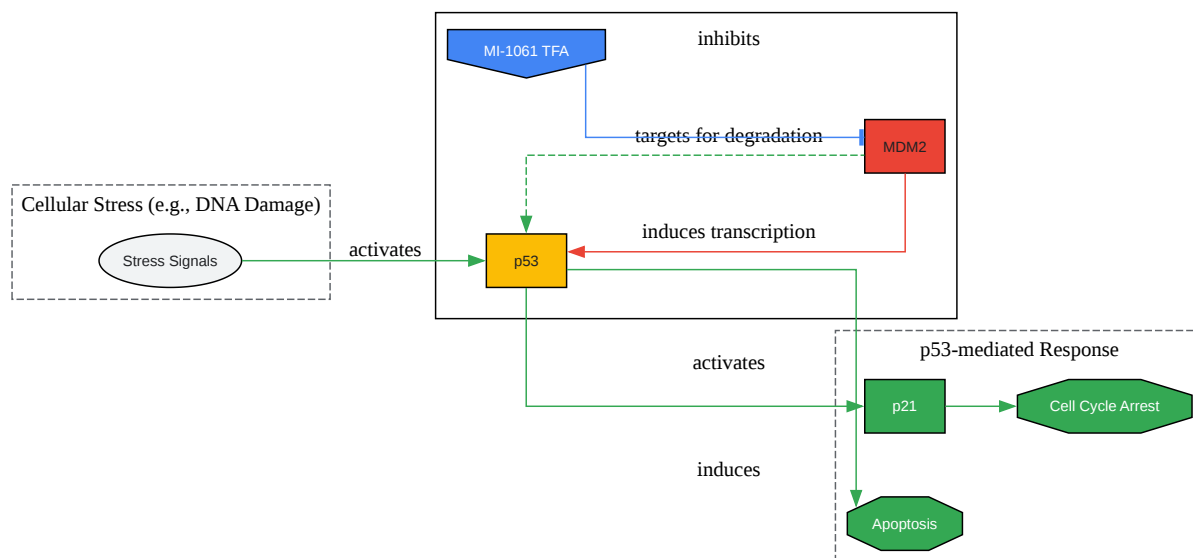 inhibits
MI-1061 TFA
targets for degradation
MDM2
Cellular Stress (e.g., DNA Damage)
induces transcription
activates
Stress Signals
p53
p53-mediated Response
activates
p21
Cell Cycle Arrest
induces
Apoptosis